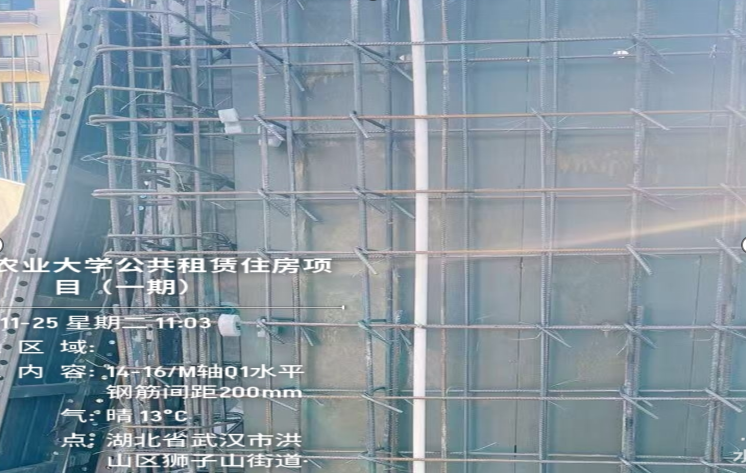 农业大学公共租赁住房项
目（一期）
11-25 星期二 11:03
区 域:
内 容: 14-16/M轴Q1水平
钢筋间距200mm
气: 晴 13°C
点: 湖北省武汉市洪
山区狮子山街道·
水